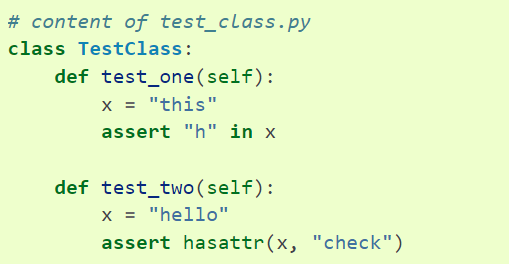 # content of test_class.py
class TestClass:
    def test_one(self):
        x = "this"
        assert "h" in x

    def test_two(self):
        x = "hello"
        assert hasattr(x, "check")